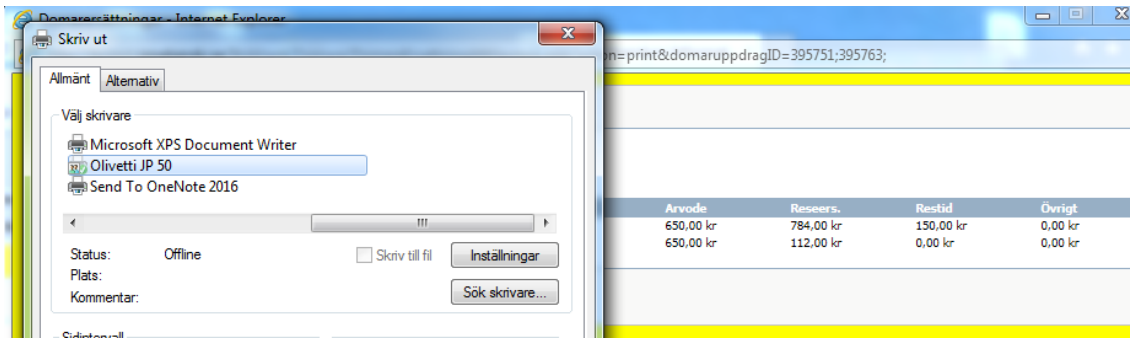 Domarersättningar - Internet Explorer
Skriv ut
X
X
on=print&domaruppdragID=395751;395763;
Allmänt Alternativ
Välj skrivare
Microsoft XPS Document Writer
Olivetti JP 50
Send To OneNote 2016
Status: Offline
Skriv till fil
Inställningar
Plats:
Kommentar:
Sök skrivare...
Sidintervall
Arvode Reseers. Restid Övrigt
650,00 kr 784,00 kr 150,00 kr 0,00 kr
650,00 kr 112,00 kr 0,00 kr 0,00 kr